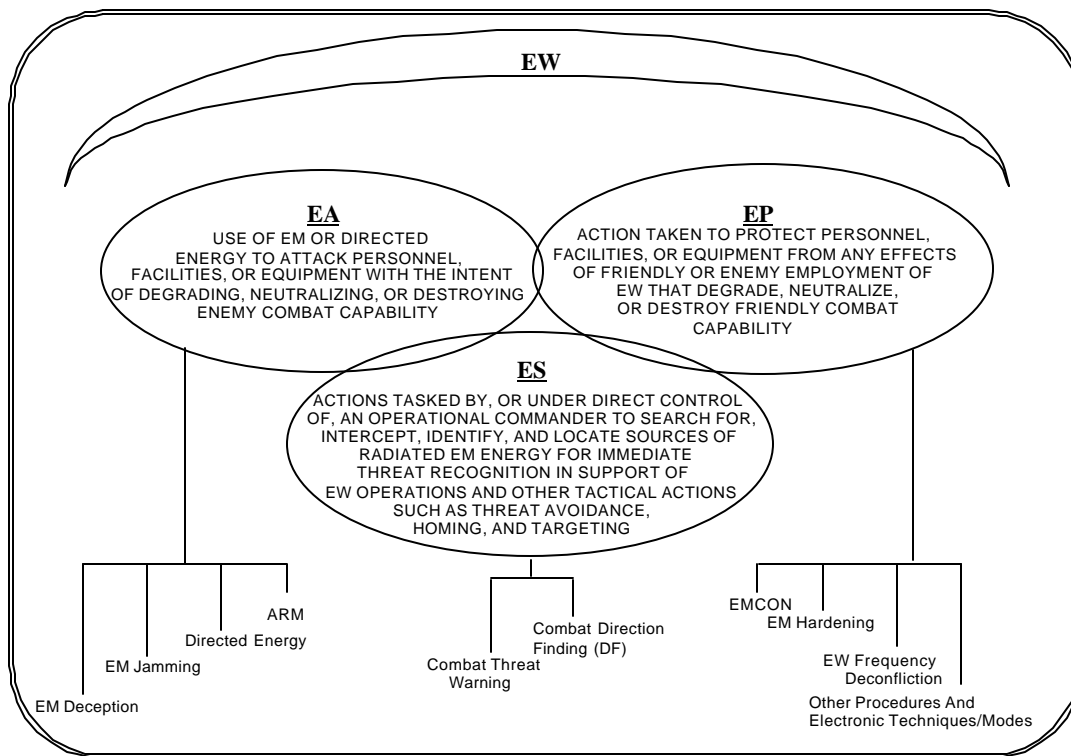 EW
EA
USE OF EM OR DIRECTED
ENERGY TO ATTACK PERSONNEL,
FACILITIES, OR EQUIPMENT WITH THE INTENT
OF DEGRADING, NEUTRALIZING, OR DESTROYING
ENEMY COMBAT CAPABILITY
EP
ACTION TAKEN TO PROTECT PERSONNEL,
FACILITIES, OR EQUIPMENT FROM ANY EFFECTS
OF FRIENDLY OR ENEMY EMPLOYMENT OF
EW THAT DEGRADE, NEUTRALIZE,
OR DESTROY FRIENDLY COMBAT
CAPABILITY
ES
ACTIONS TASKED BY, OR UNDER DIRECT CONTROL
OF, AN OPERATIONAL COMMANDER TO SEARCH FOR,
INTERCEPT, IDENTIFY, AND LOCATE SOURCES OF
RADIATED EM ENERGY FOR IMMEDIATE
THREAT RECOGNITION IN SUPPORT OF
EW OPERATIONS AND OTHER TACTICAL ACTIONS
SUCH AS THREAT AVOIDANCE,
HOMING, AND TARGETING
ARM
Directed Energy
EM Jamming
EM Deception
Combat Direction
Finding (DF)
Combat Threat
Warning
EMCON
EM Hardening
EW Frequency
Deconfliction
Other Procedures And
Electronic Techniques/Modes